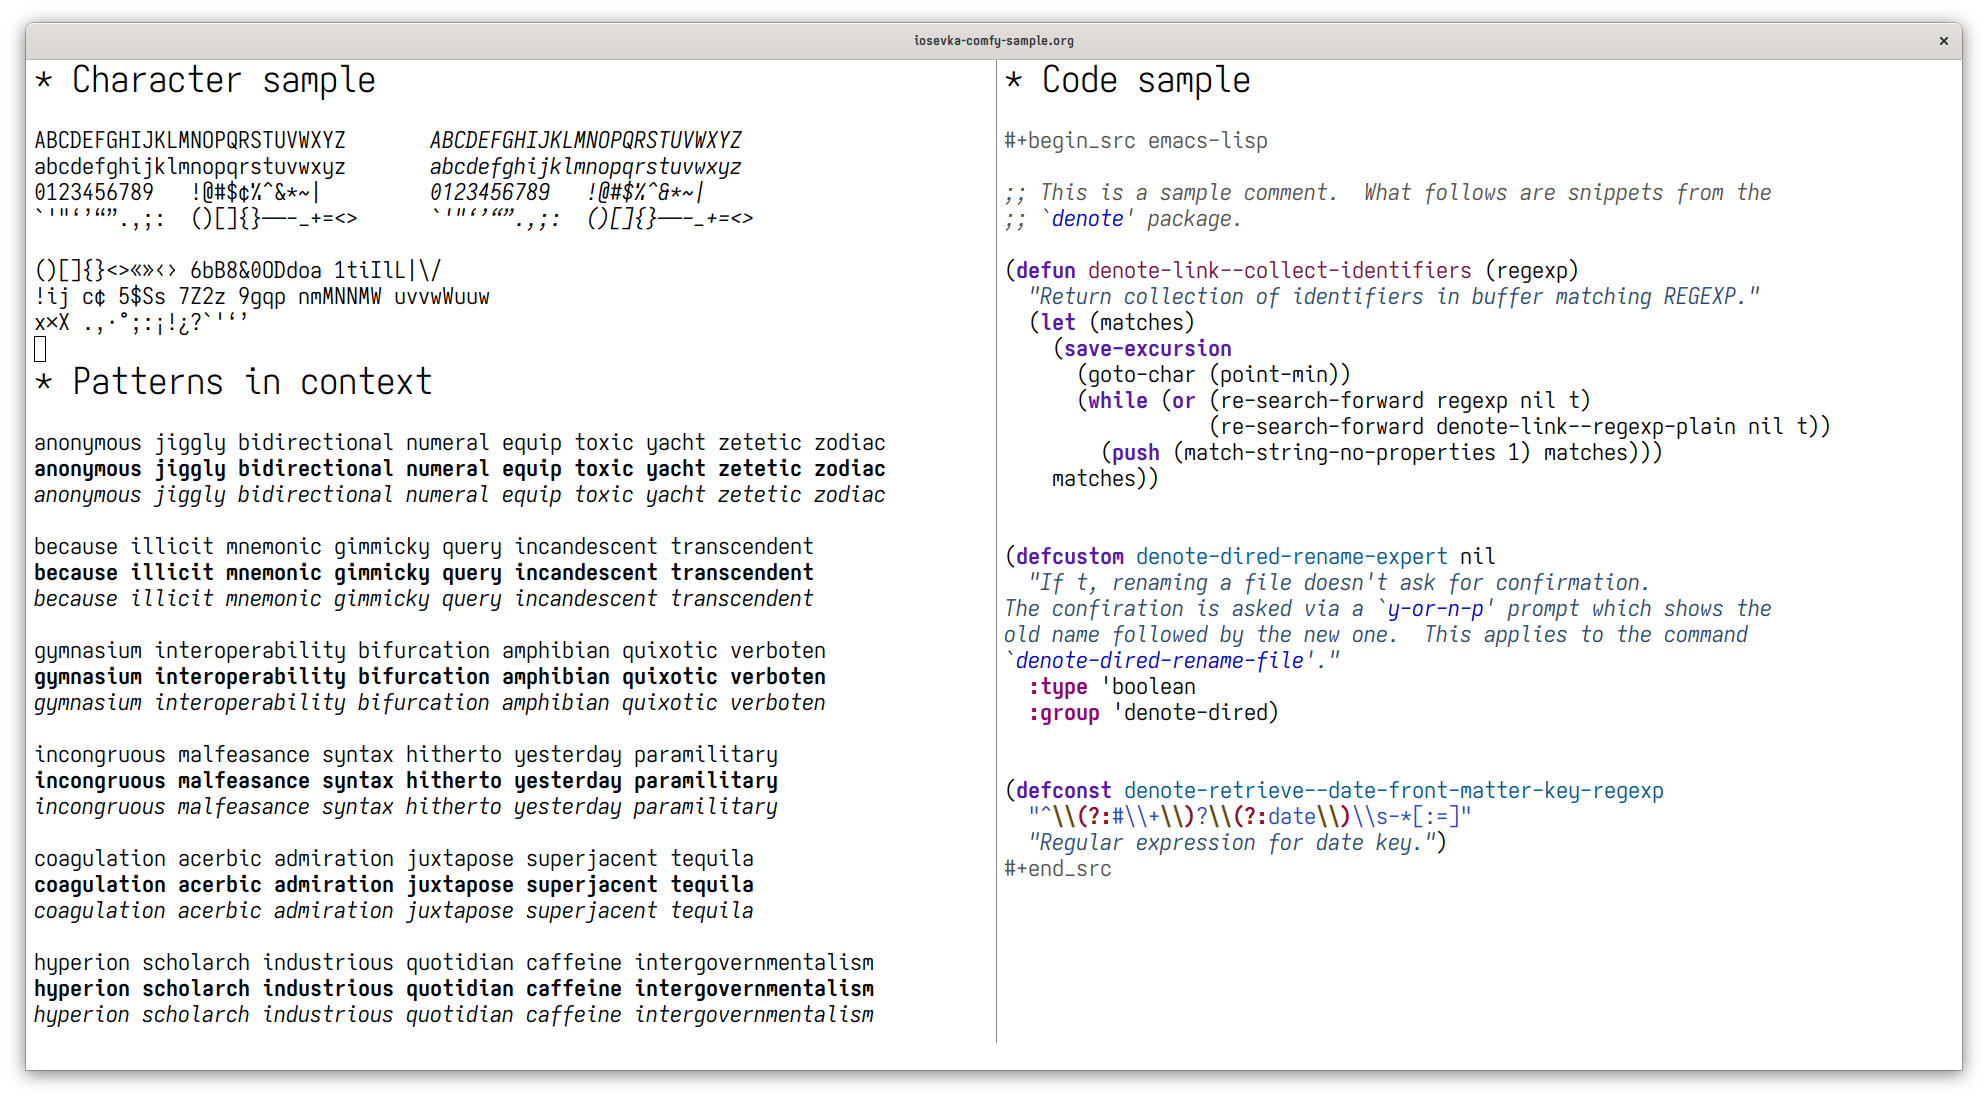 iosevka-comfy-sample.org ×
* Character sample
ABCDEFGHIJKLMNOPQRSTUVWXYZ       ABCDEFGHIJKLMNOPQRSTUVWXYZ
abcdefghijklmnopqrstuvwxyz       abcdefghijklmnopqrstuvwxyz
0123456789   !@#$¢%^&*~|         0123456789   !@#$%^&*~|
`'"‘’“”.,;:  ()[]{}—–-_+=<>      `'"‘’“”.,;:  ()[]{}—–-_+=<>
()[]{}<>«»‹› 6bB8&0ODdoa 1tiIlL|\/
!ij c¢ 5$Ss 7Z2z 9gqp nmMNNMW uvvwWuuw
x×X .,·°;:¡!¿?`'‘’
* Patterns in context
anonymous jiggly bidirectional numeral equip toxic yacht zetetic zodiac
anonymous jiggly bidirectional numeral equip toxic yacht zetetic zodiac
anonymous jiggly bidirectional numeral equip toxic yacht zetetic zodiac
because illicit mnemonic gimmicky query incandescent transcendent
because illicit mnemonic gimmicky query incandescent transcendent
because illicit mnemonic gimmicky query incandescent transcendent
gymnasium interoperability bifurcation amphibian quixotic verboten
gymnasium interoperability bifurcation amphibian quixotic verboten
gymnasium interoperability bifurcation amphibian quixotic verboten
incongruous malfeasance syntax hitherto yesterday paramilitary
incongruous malfeasance syntax hitherto yesterday paramilitary
incongruous malfeasance syntax hitherto yesterday paramilitary
coagulation acerbic admiration juxtapose superjacent tequila
coagulation acerbic admiration juxtapose superjacent tequila
coagulation acerbic admiration juxtapose superjacent tequila
hyperion scholarch industrious quotidian caffeine intergovernmentalism
hyperion scholarch industrious quotidian caffeine intergovernmentalism
hyperion scholarch industrious quotidian caffeine intergovernmentalism
* Code sample
#+begin_src emacs-lisp
;; This is a sample comment.  What follows are snippets from the
;; `denote' package.
(defun denote-link--collect-identifiers (regexp)
  "Return collection of identifiers in buffer matching REGEXP."
  (let (matches)
    (save-excursion
      (goto-char (point-min))
      (while (or (re-search-forward regexp nil t)
                 (re-search-forward denote-link--regexp-plain nil t))
        (push (match-string-no-properties 1) matches)))
    matches))
(defcustom denote-dired-rename-expert nil
  "If t, renaming a file doesn't ask for confirmation.
The confiration is asked via a `y-or-n-p' prompt which shows the
old name followed by the new one.  This applies to the command
`denote-dired-rename-file'."
  :type 'boolean
  :group 'denote-dired)
(defconst denote-retrieve--date-front-matter-key-regexp
  "^\\(?:#\\+\\)?\\(?:date\\)\\s-*[:=]"
  "Regular expression for date key.")
#+end_src